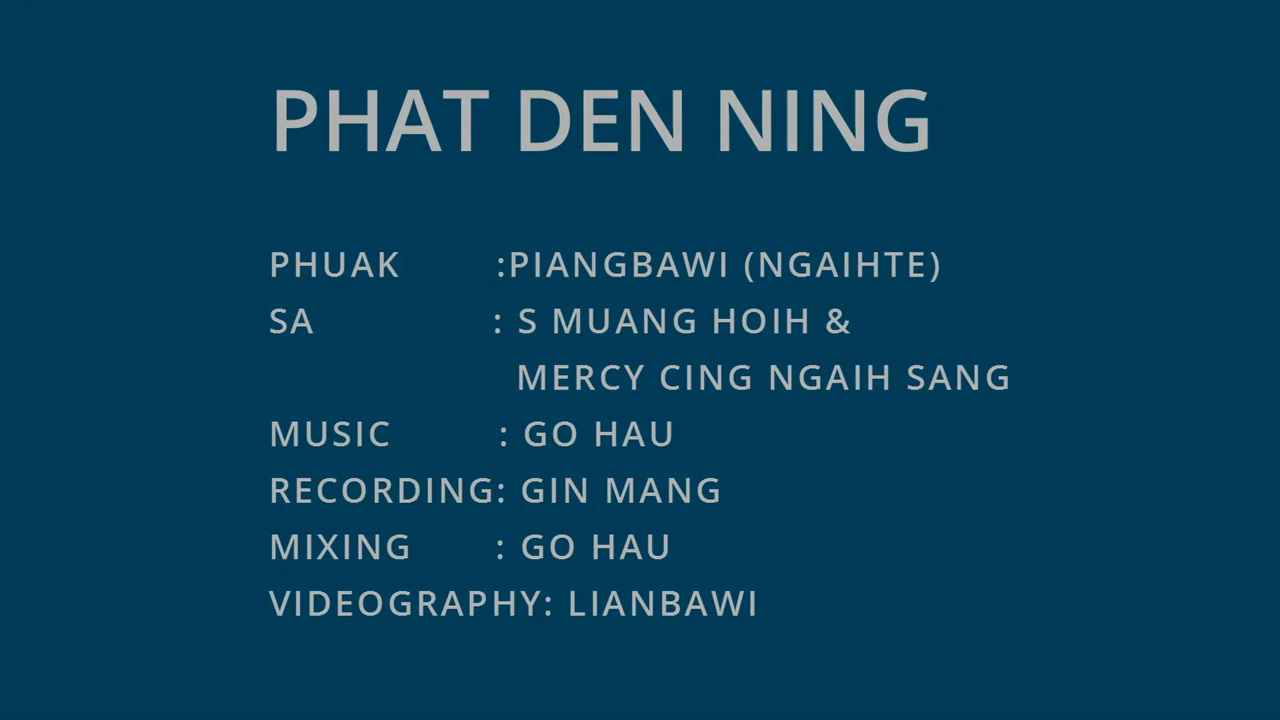 PHAT DEN NING
PHUAK :PIANGBAWI (NGAIHTE)
SA : S MUANG HOIH &
MERCY CING NGAIH SANG
MUSIC : GO HAU
RECORDING: GIN MANG
MIXING : GO HAU
VIDEOGRAPHY: LIANBAWI